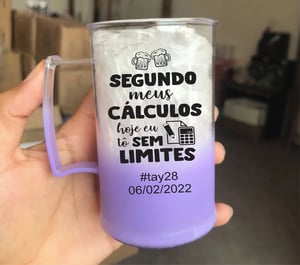 SEGUNDO
meus
CÁLCULOS
hoje eu
tô SEM
LIMITES
#tay28
06/02/2022